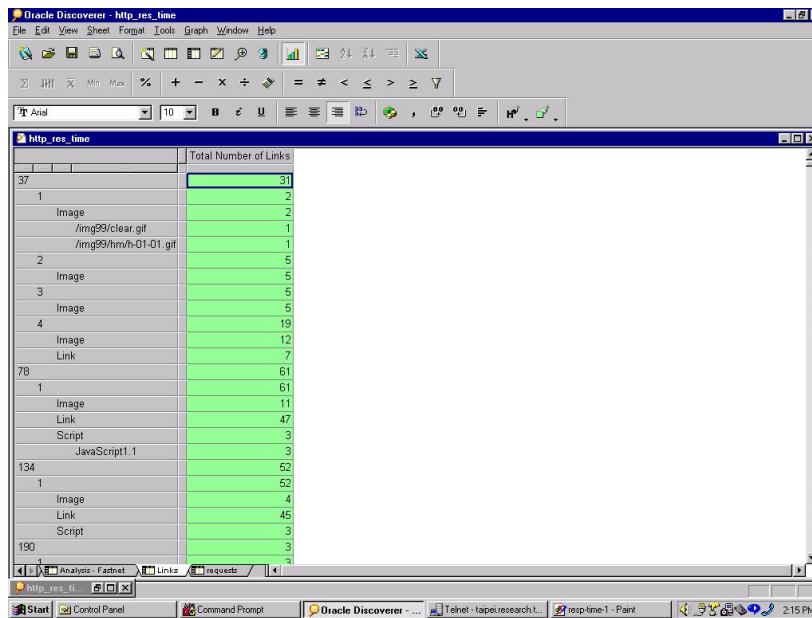 Oracle Discoverer - http_res_time
File Edit View Sheet Format Tools Graph Window Help
Σ x Min Max % + − × ÷ = ≠ < ≤ > ≥
Arial 10 B i U
http_res_time
Total Number of Links
37 31
1 2
Image 2
/img99/clear.gif 1
/img99/hm/h-01-01.gif 1
2 5
Image 5
3 5
Image 5
4 19
Image 12
Link 7
78 61
1 61
Image 11
Link 47
Script 3
JavaScript1.1 3
134 52
1 52
Image 4
Link 45
Script 3
190 3
1 3
Analysis - Fastnet Links requests
http_res_ti...
Start Control Panel Command Prompt Oracle Discoverer - ... Telnet - taipei.research.t... resp-time-1 - Paint 2:15 PM